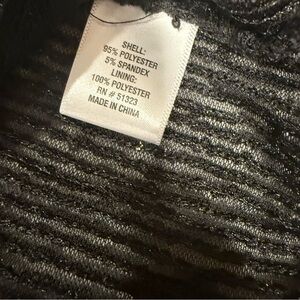 SHELL:
95% POLYESTER
5% SPANDEX
LINING:
100% POLYESTER
RN # 51323
MADE IN CHINA